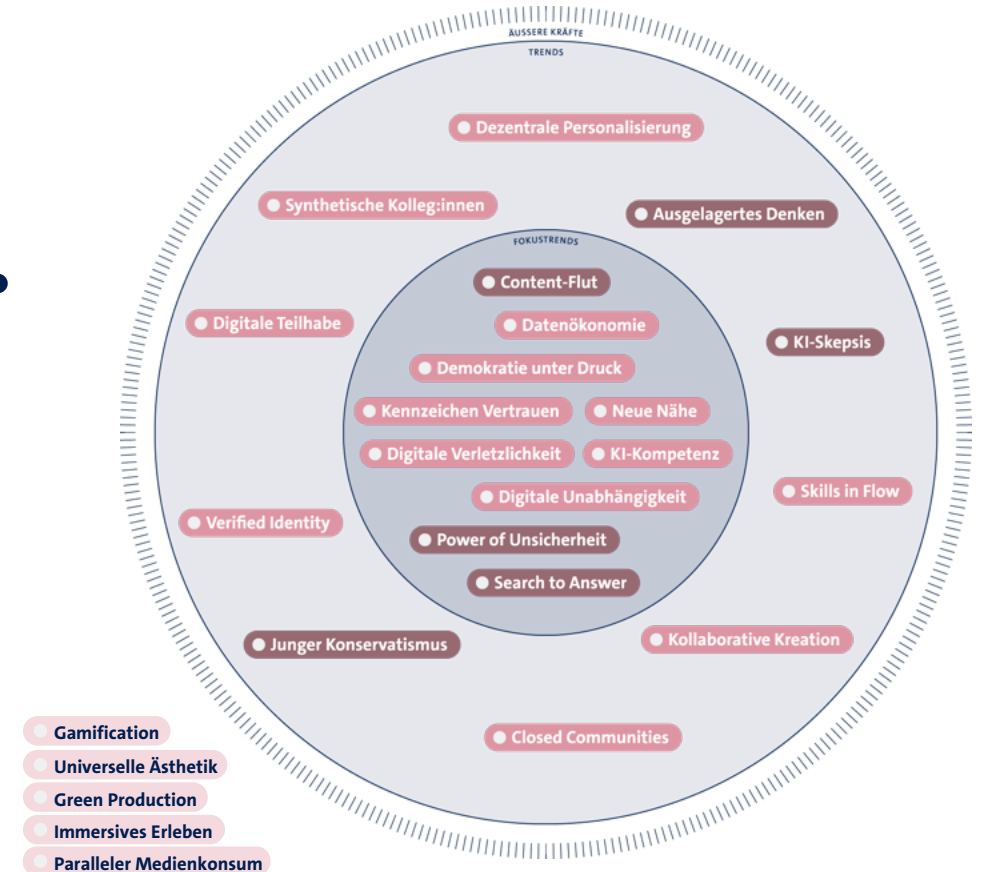 ÄUSSERE KRÄFTE
TRENDS
Dezentrale Personalisierung
Synthetische Kolleg:innen
Ausgelagertes Denken
FOKUSTRENDS
Content-Flut
Digitale Teilhabe
Datenökonomie
KI-Skepsis
Demokratie unter Druck
Kennzeichen Vertrauen
Neue Nähe
Digitale Verletzlichkeit
KI-Kompetenz
Skills in Flow
Digitale Unabhängigkeit
Verified Identity
Power of Unsicherheit
Search to Answer
Junger Konservatismus
Kollaborative Kreation
Closed Communities
Gamification
Universelle Ästhetik
Green Production
Immersives Erleben
Paralleler Medienkonsum